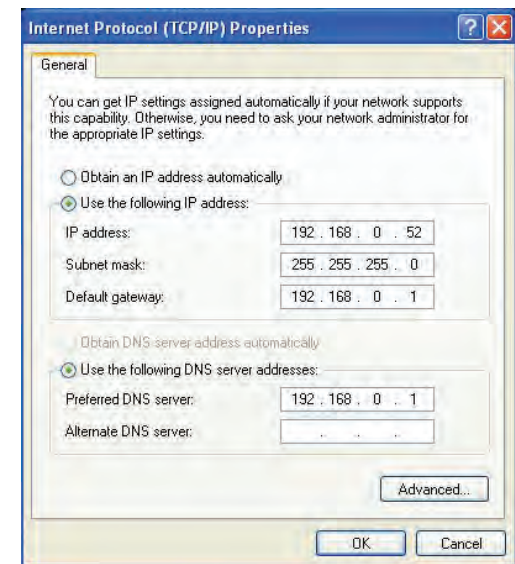 Internet Protocol (TCP/IP) Properties
General
You can get IP settings assigned automatically if your network supports
this capability. Otherwise, you need to ask your network administrator for
the appropriate IP settings.
Obtain an IP address automatically
Use the following IP address:
IP address: 192 . 168 . 0 . 52
Subnet mask: 255 . 255 . 255 . 0
Default gateway: 192 . 168 . 0 . 1
Obtain DNS server address automatically
Use the following DNS server addresses:
Preferred DNS server: 192 . 168 . 0 . 1
Alternate DNS server: . . .
Advanced...
OK Cancel